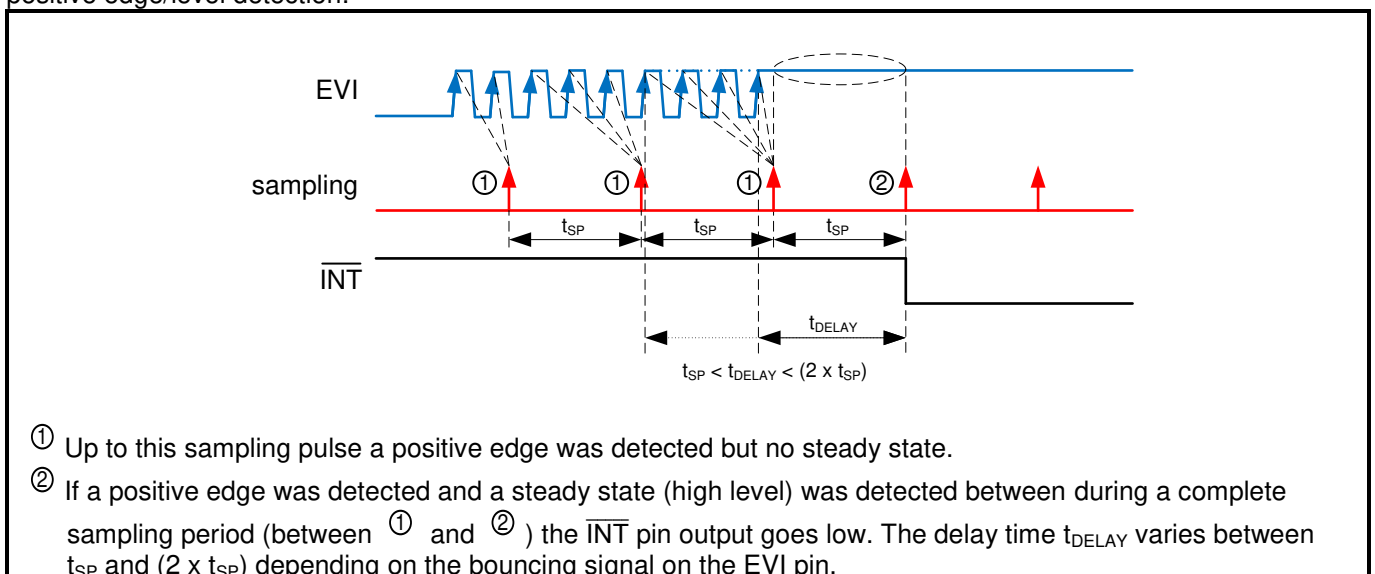 positive edge/level detection.
EVI
sampling
① ① ① ②
tSP tSP tSP
INT
tDELAY
tSP < tDELAY < (2 x tSP)
① Up to this sampling pulse a positive edge was detected but no steady state.
② If a positive edge was detected and a steady state (high level) was detected between during a complete
sampling period (between ① and ② ) the INT pin output goes low. The delay time tDELAY varies between
tSP and (2 x tSP) depending on the bouncing signal on the EVI pin.